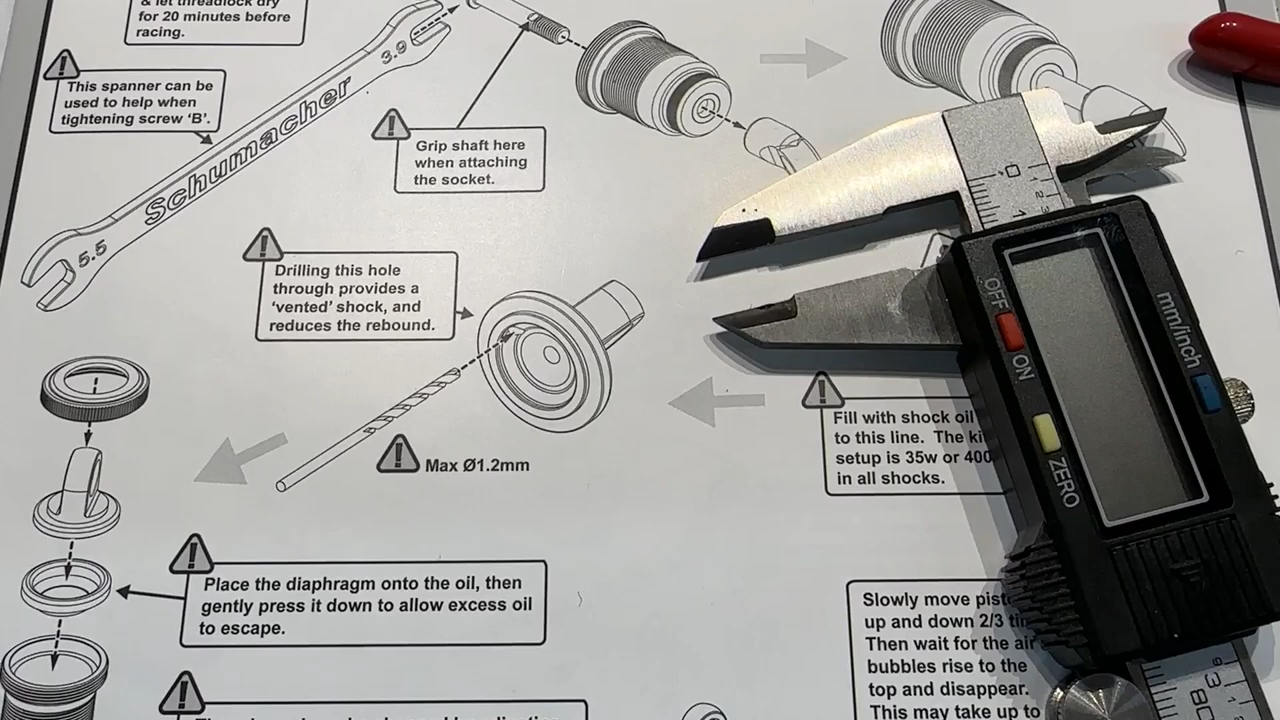 & let threadlock dry
for 20 minutes before
racing.
This spanner can be
used to help when
tightening screw ‘B’.
3.9
Schumacher
5.5
Grip shaft here
when attaching
the socket.
Drilling this hole
through provides a
‘vented’ shock, and
reduces the rebound.
Max Ø1.2mm
Fill with shock oil
to this line. The
setup is 35w or 400
in all shocks.
Place the diaphragm onto the oil, then
gently press it down to allow excess oil
to escape.
Slowly move
up and down 2/3
Then wait for the air
bubbles rise to the
top and disappear.
This may take up to
0
1
OFF
ON
mm/inch
ZERO